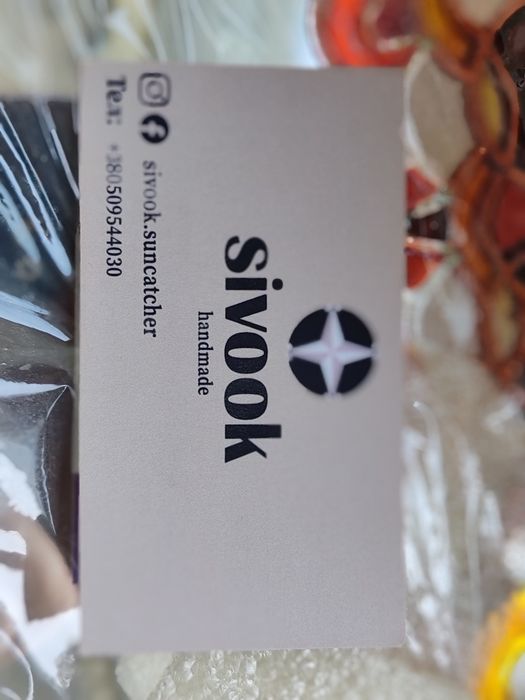 sivook
handmade
sivook.suncatcher
Тел: +380509544030